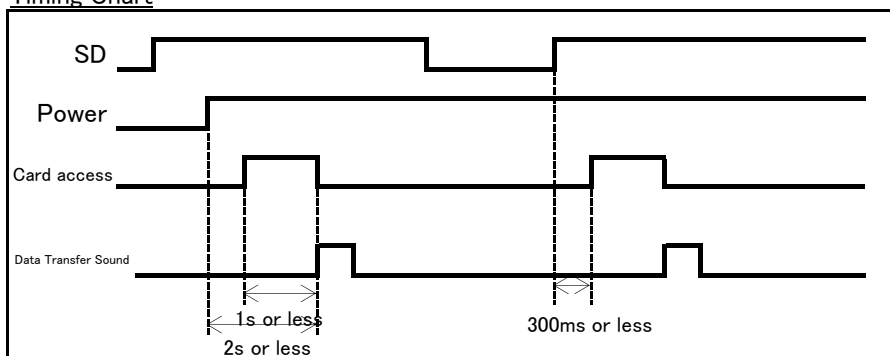 Timing Chart
SD
Power
Card access
Data Transfer Sound
1s or less
300ms or less
2s or less